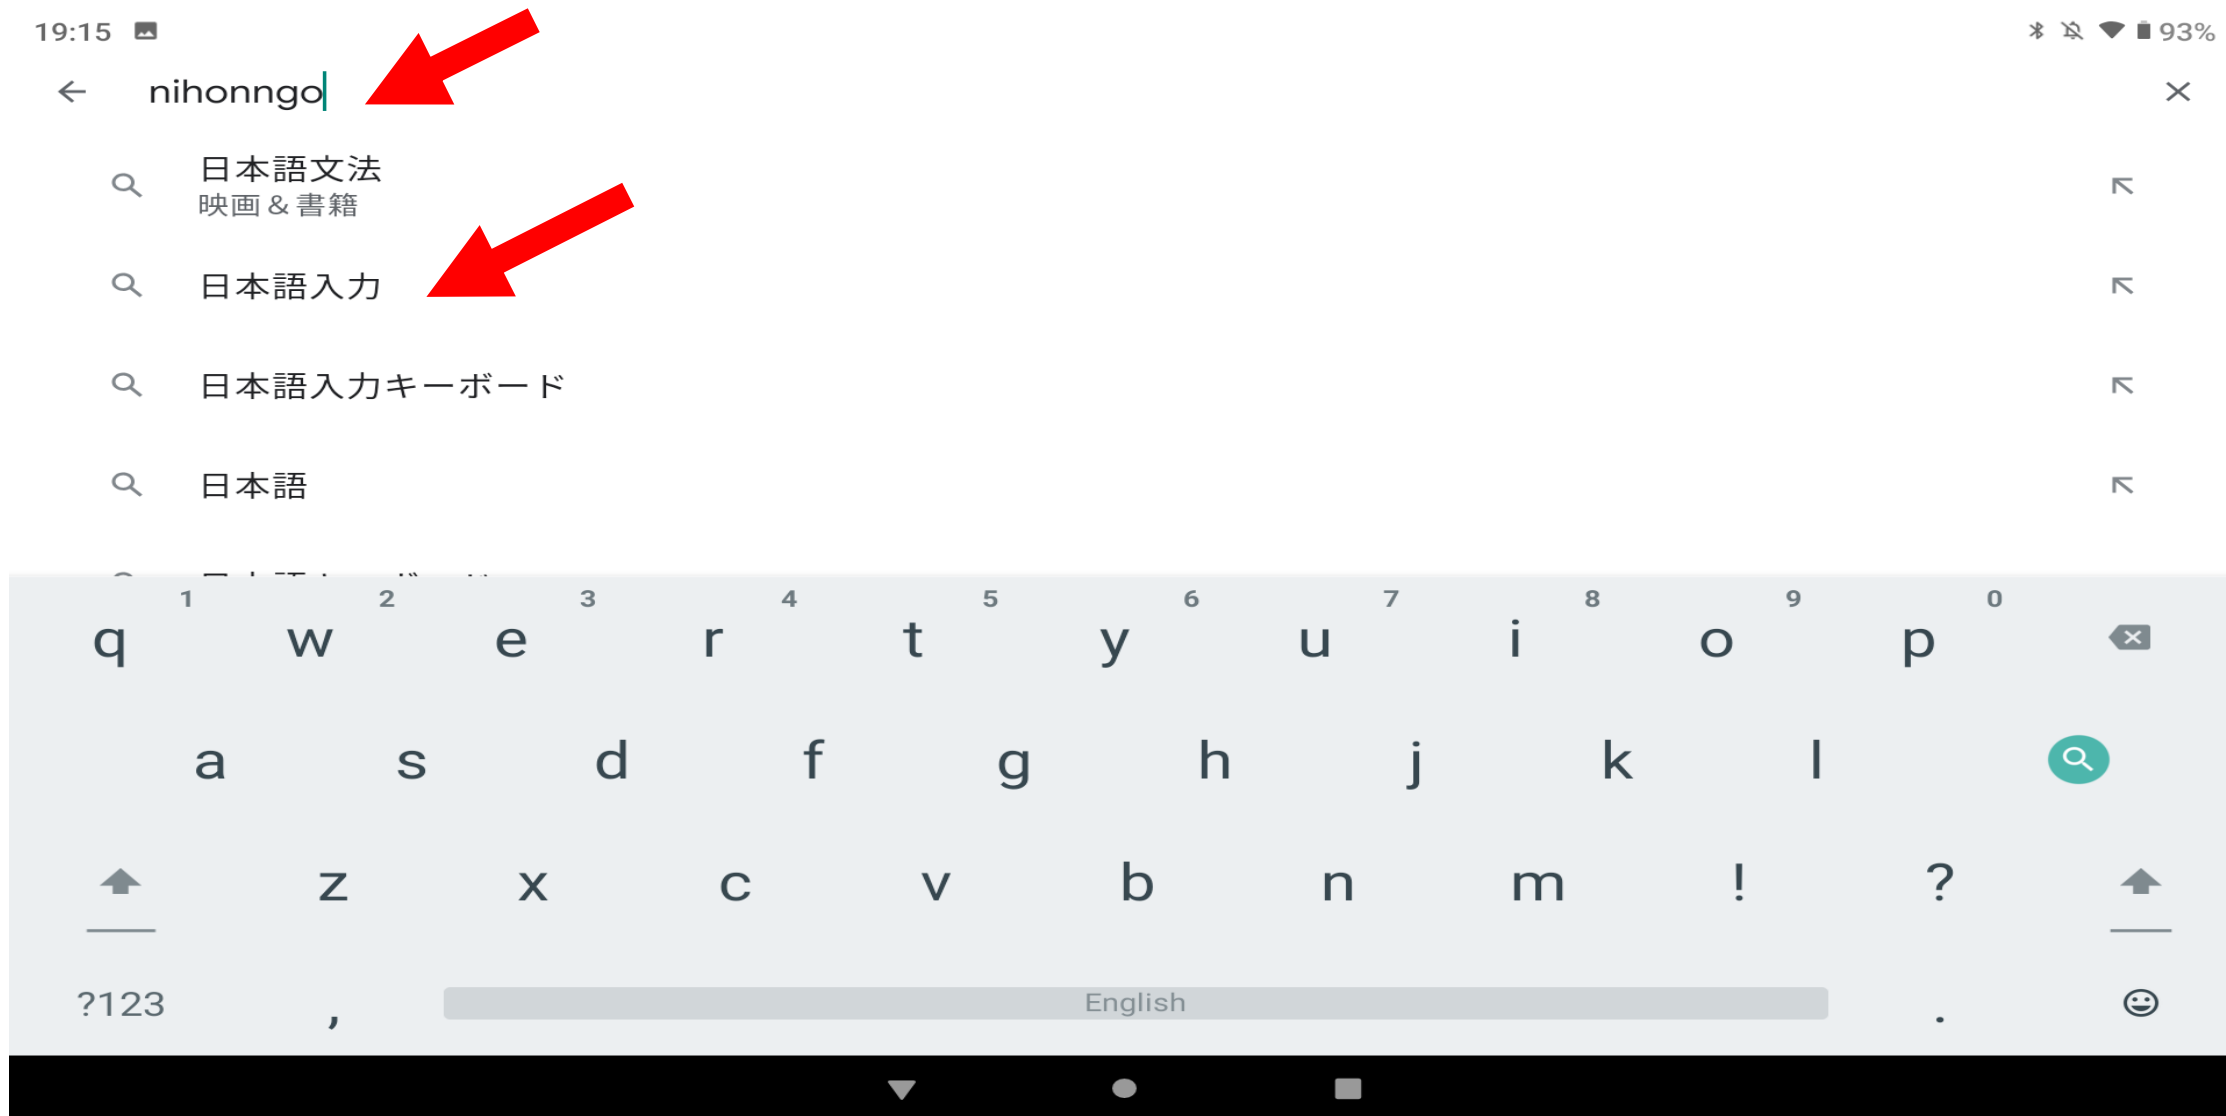 19:15 93%
nihonngo
日本語文法
映画＆書籍
日本語入力
日本語入力キーボード
日本語
1 2 3 4 5 6 7 8 9 0
q w e r t y u i o p
a s d f g h j k l
z x c v b n m ! ?
?123 , English .